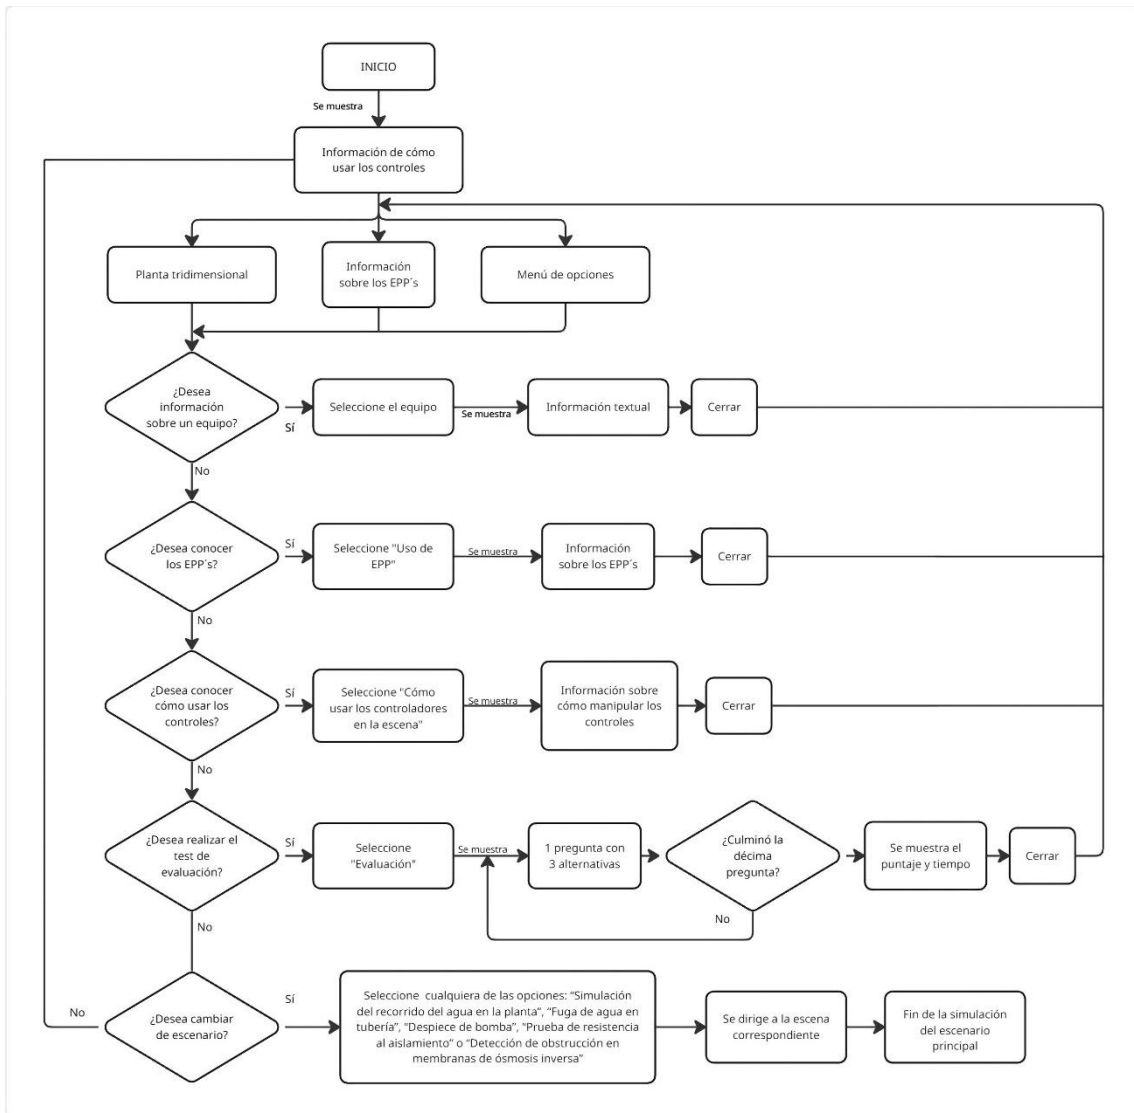 INICIO
Se muestra
Información de cómo
usar los controles
Planta tridimensional
Información
sobre los EPP´s
Menú de opciones
¿Desea
información
sobre un equipo?
Sí
Seleccione el equipo
Se muestra
Información textual
Cerrar
No
¿Desea conocer
los EPP´s?
Sí
Seleccione "Uso de
EPP"
Se muestra
Información
sobre los EPP´s
Cerrar
No
¿Desea conocer
cómo usar los
controles?
Sí
Seleccione "Cómo
usar los controladores
en la escena"
Se muestra
Información sobre
cómo manipular los
controles
Cerrar
No
¿Desea realizar el
test de
evaluación?
Sí
Seleccione
"Evaluación"
Se muestra
1 pregunta con
3 alternativas
¿Culminó la
décima
pregunta?
No
Se muestra el
puntaje y tiempo
Cerrar
No
¿Desea cambiar
de escenario?
No
Sí
Seleccione cualquiera de las opciones: “Simulación
del recorrido del agua en la planta”, “Fuga de agua en
tubería”, "Despiece de bomba”, “Prueba de resistencia
al aislamiento” o “Detección de obstrucción en
membranas de ósmosis inversa”
Se dirige a la escena
correspondiente
Fin de la simulación
del escenario
principal